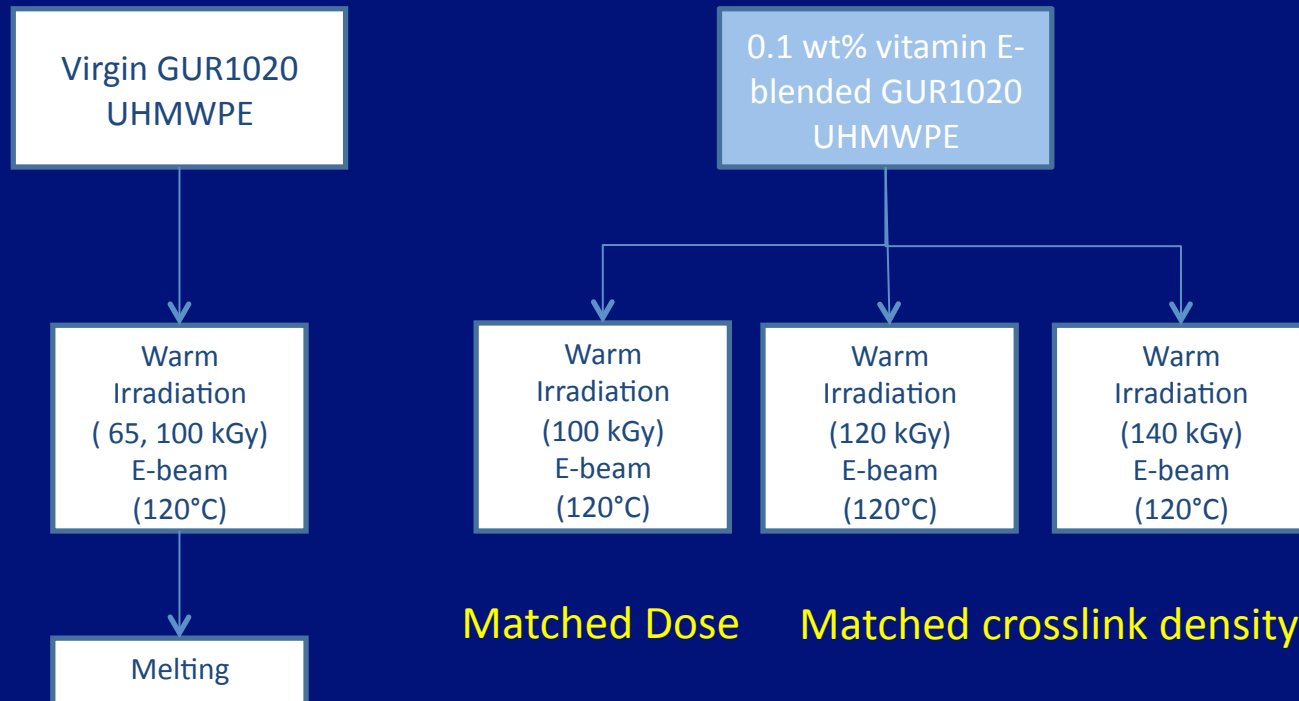 Virgin GUR1020
UHMWPE
0.1 wt% vitamin E-
blended GUR1020
UHMWPE
Warm
Irradiation
( 65, 100 kGy)
E-beam
(120°C)
Warm
Irradiation
(100 kGy)
E-beam
(120°C)
Warm
Irradiation
(120 kGy)
E-beam
(120°C)
Warm
Irradiation
(140 kGy)
E-beam
(120°C)
Matched Dose
Matched crosslink density
Melting